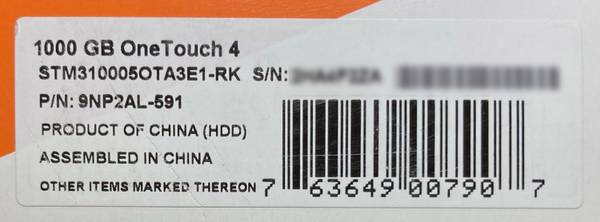 1000 GB OneTouch 4
STM310005OTA3E1-RK S/N:
P/N: 9NP2AL-591
PRODUCT OF CHINA (HDD)
ASSEMBLED IN CHINA
OTHER ITEMS MARKED THEREON
7 63649 00790 7